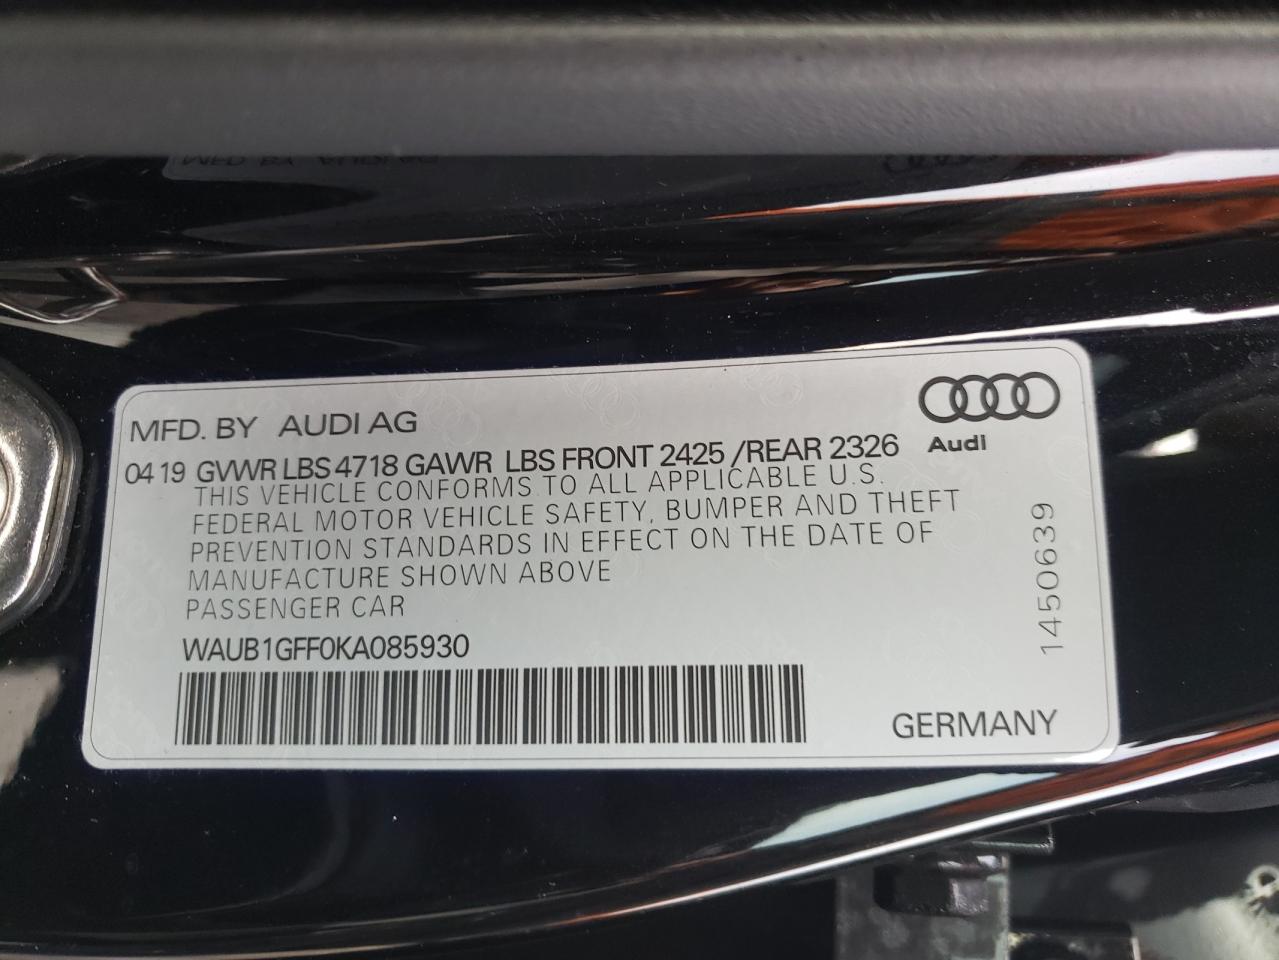 MFD. BY AUDI AG
Audi
04 19 GVWR LBS 4718 GAWR LBS FRONT 2425 /REAR 2326
THIS VEHICLE CONFORMS TO ALL APPLICABLE U.S.
FEDERAL MOTOR VEHICLE SAFETY, BUMPER AND THEFT
PREVENTION STANDARDS IN EFFECT ON THE DATE OF
MANUFACTURE SHOWN ABOVE
PASSENGER CAR
WAUB1GFF0KA085930
1450639
GERMANY